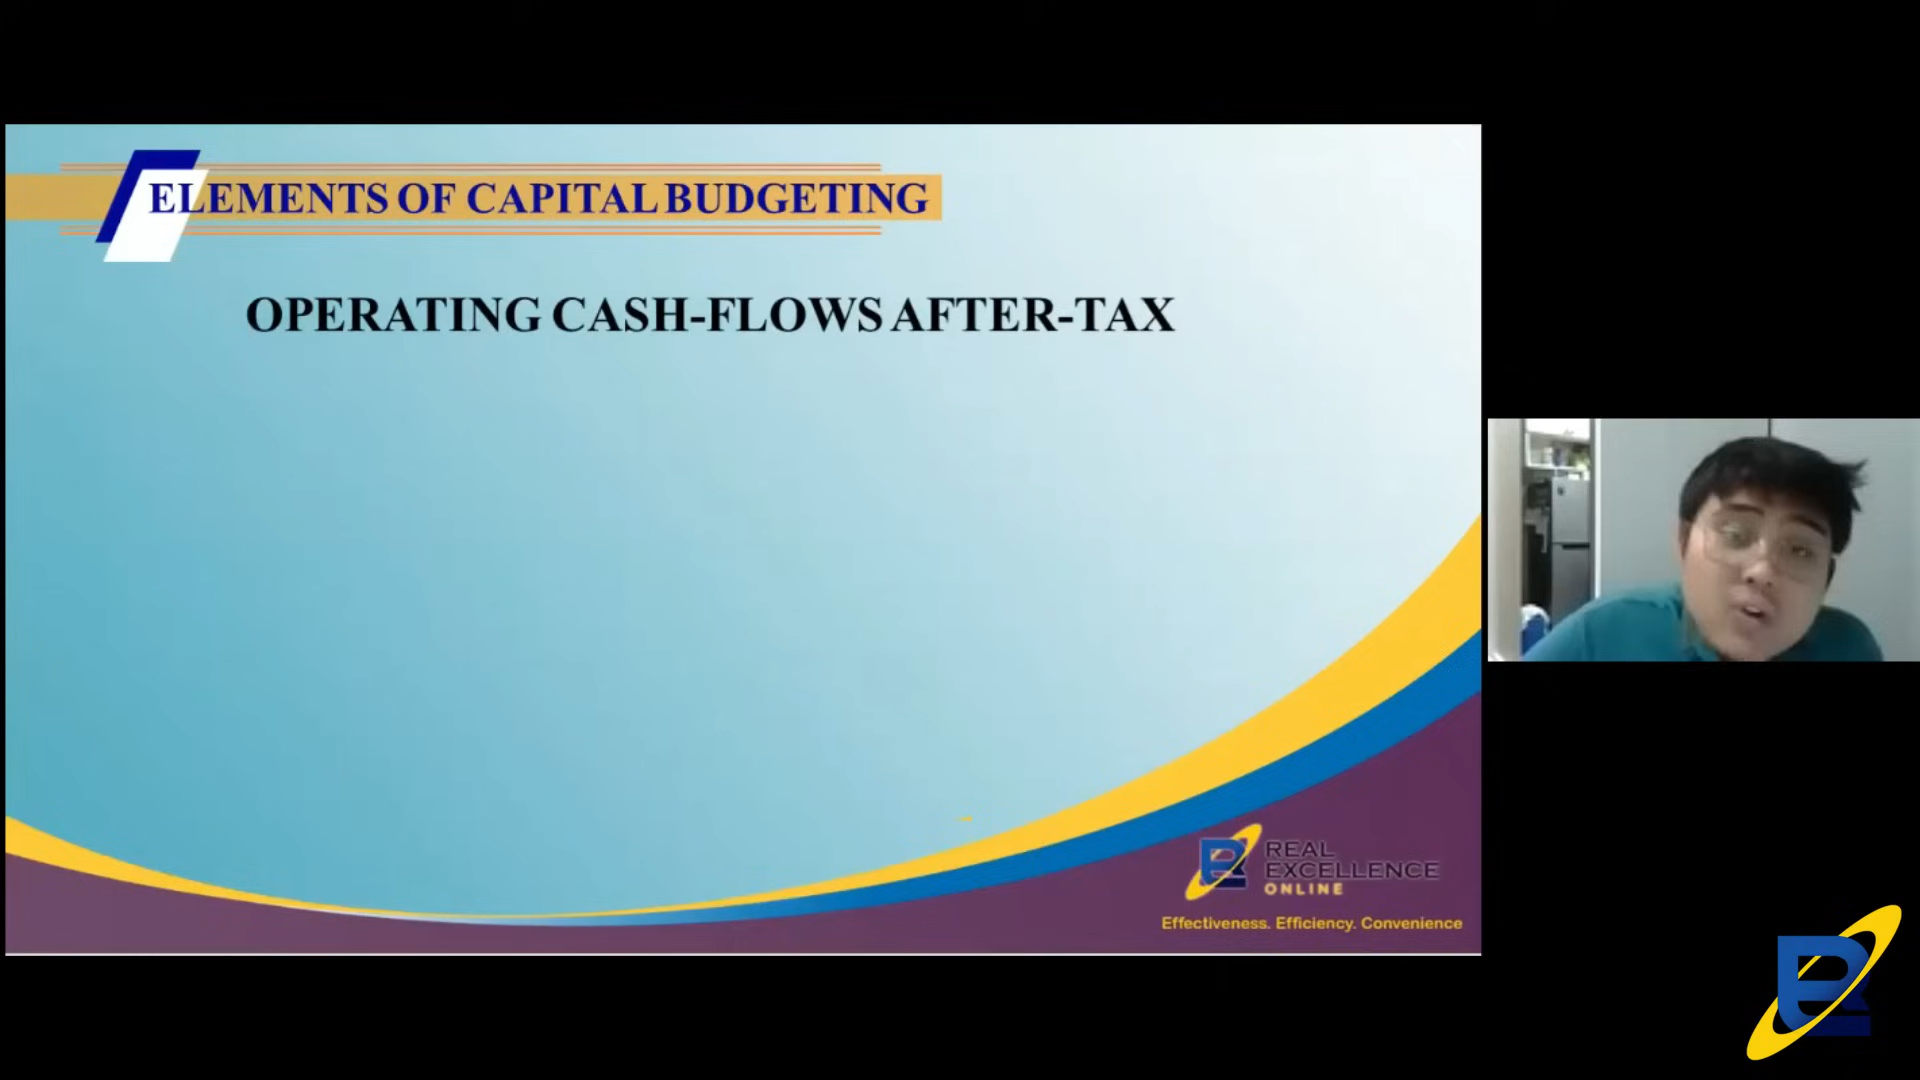 ELEMENTS OF CAPITAL BUDGETING
OPERATING CASH-FLOWS AFTER-TAX
REAL
EXCELLENCE
ONLINE
Effectiveness. Efficiency. Convenience